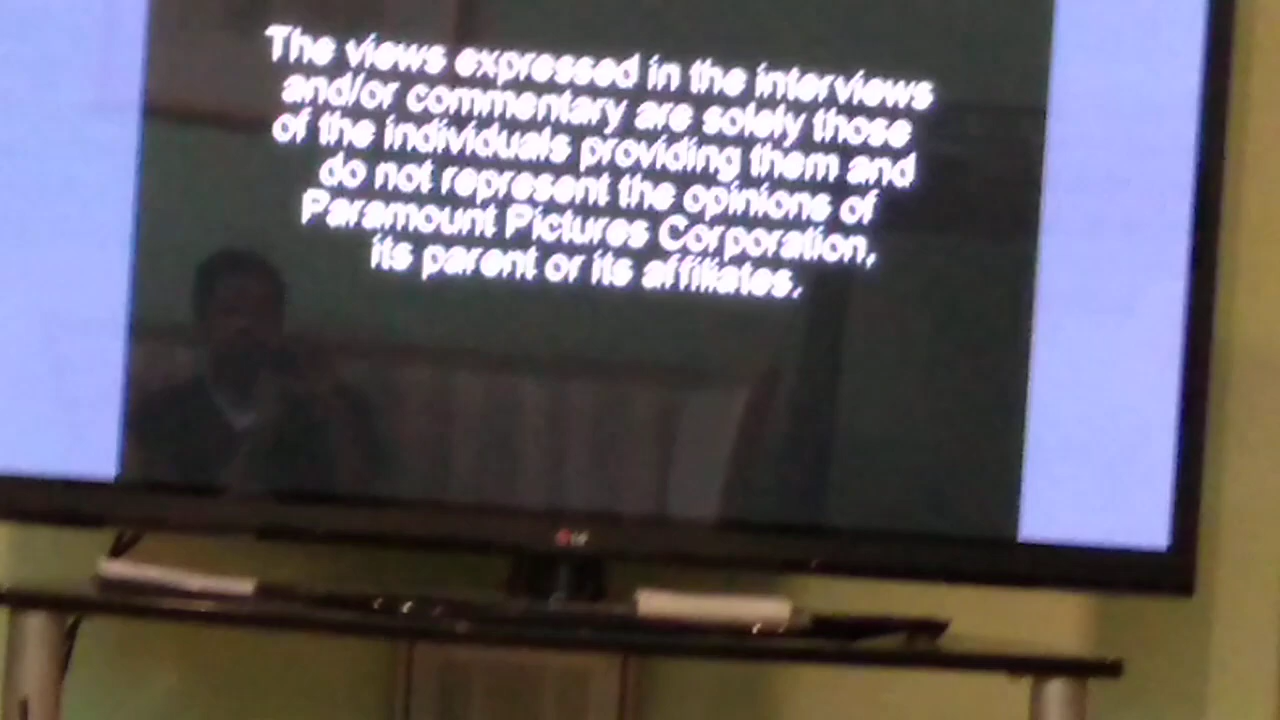 The views expressed in the interviews
and/or commentary are solely those
of the individuals providing them and
do not represent the opinions of
Paramount Pictures Corporation,
its parent or its affiliates.
LG